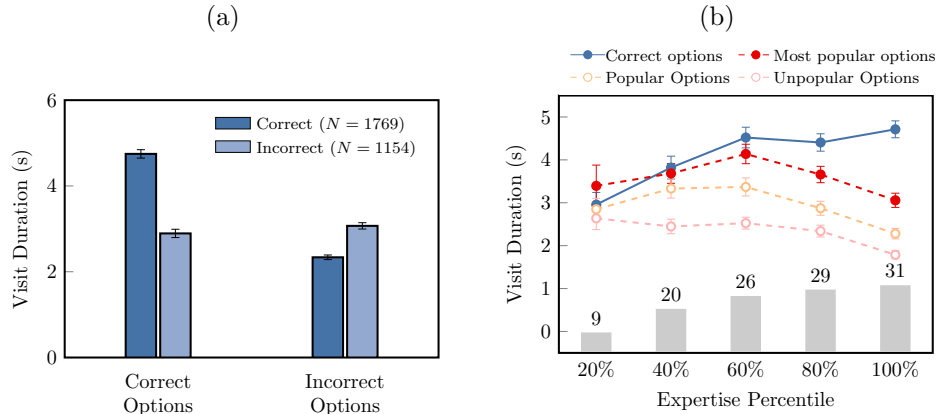 (a)
Visit Duration (s)
6
4
2
0
Correct (N = 1769)
Incorrect (N = 1154)
Correct
Options
Incorrect
Options
(b)
Correct options
Most popular options
Popular Options
Unpopular Options
Visit Duration (s)
5
4
3
2
1
0
9
20
26
29
31
20%
40%
60%
80%
100%
Expertise Percentile